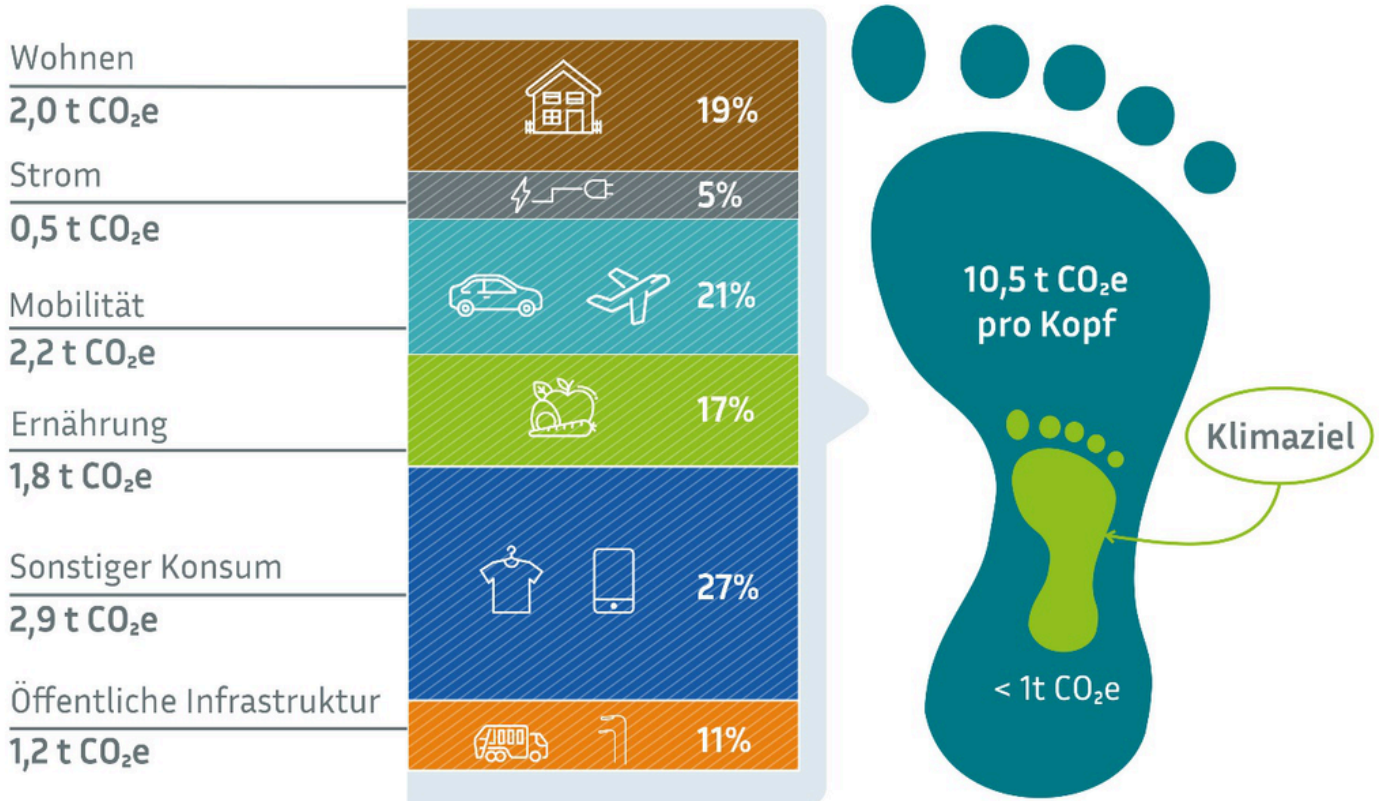 Wohnen
2,0 t CO₂e
19%
Strom
0,5 t CO₂e
5%
Mobilität
2,2 t CO₂e
21%
Ernährung
1,8 t CO₂e
17%
Sonstiger Konsum
2,9 t CO₂e
27%
Öffentliche Infrastruktur
1,2 t CO₂e
11%
10,5 t CO₂e
pro Kopf
Klimaziel
< 1t CO₂e